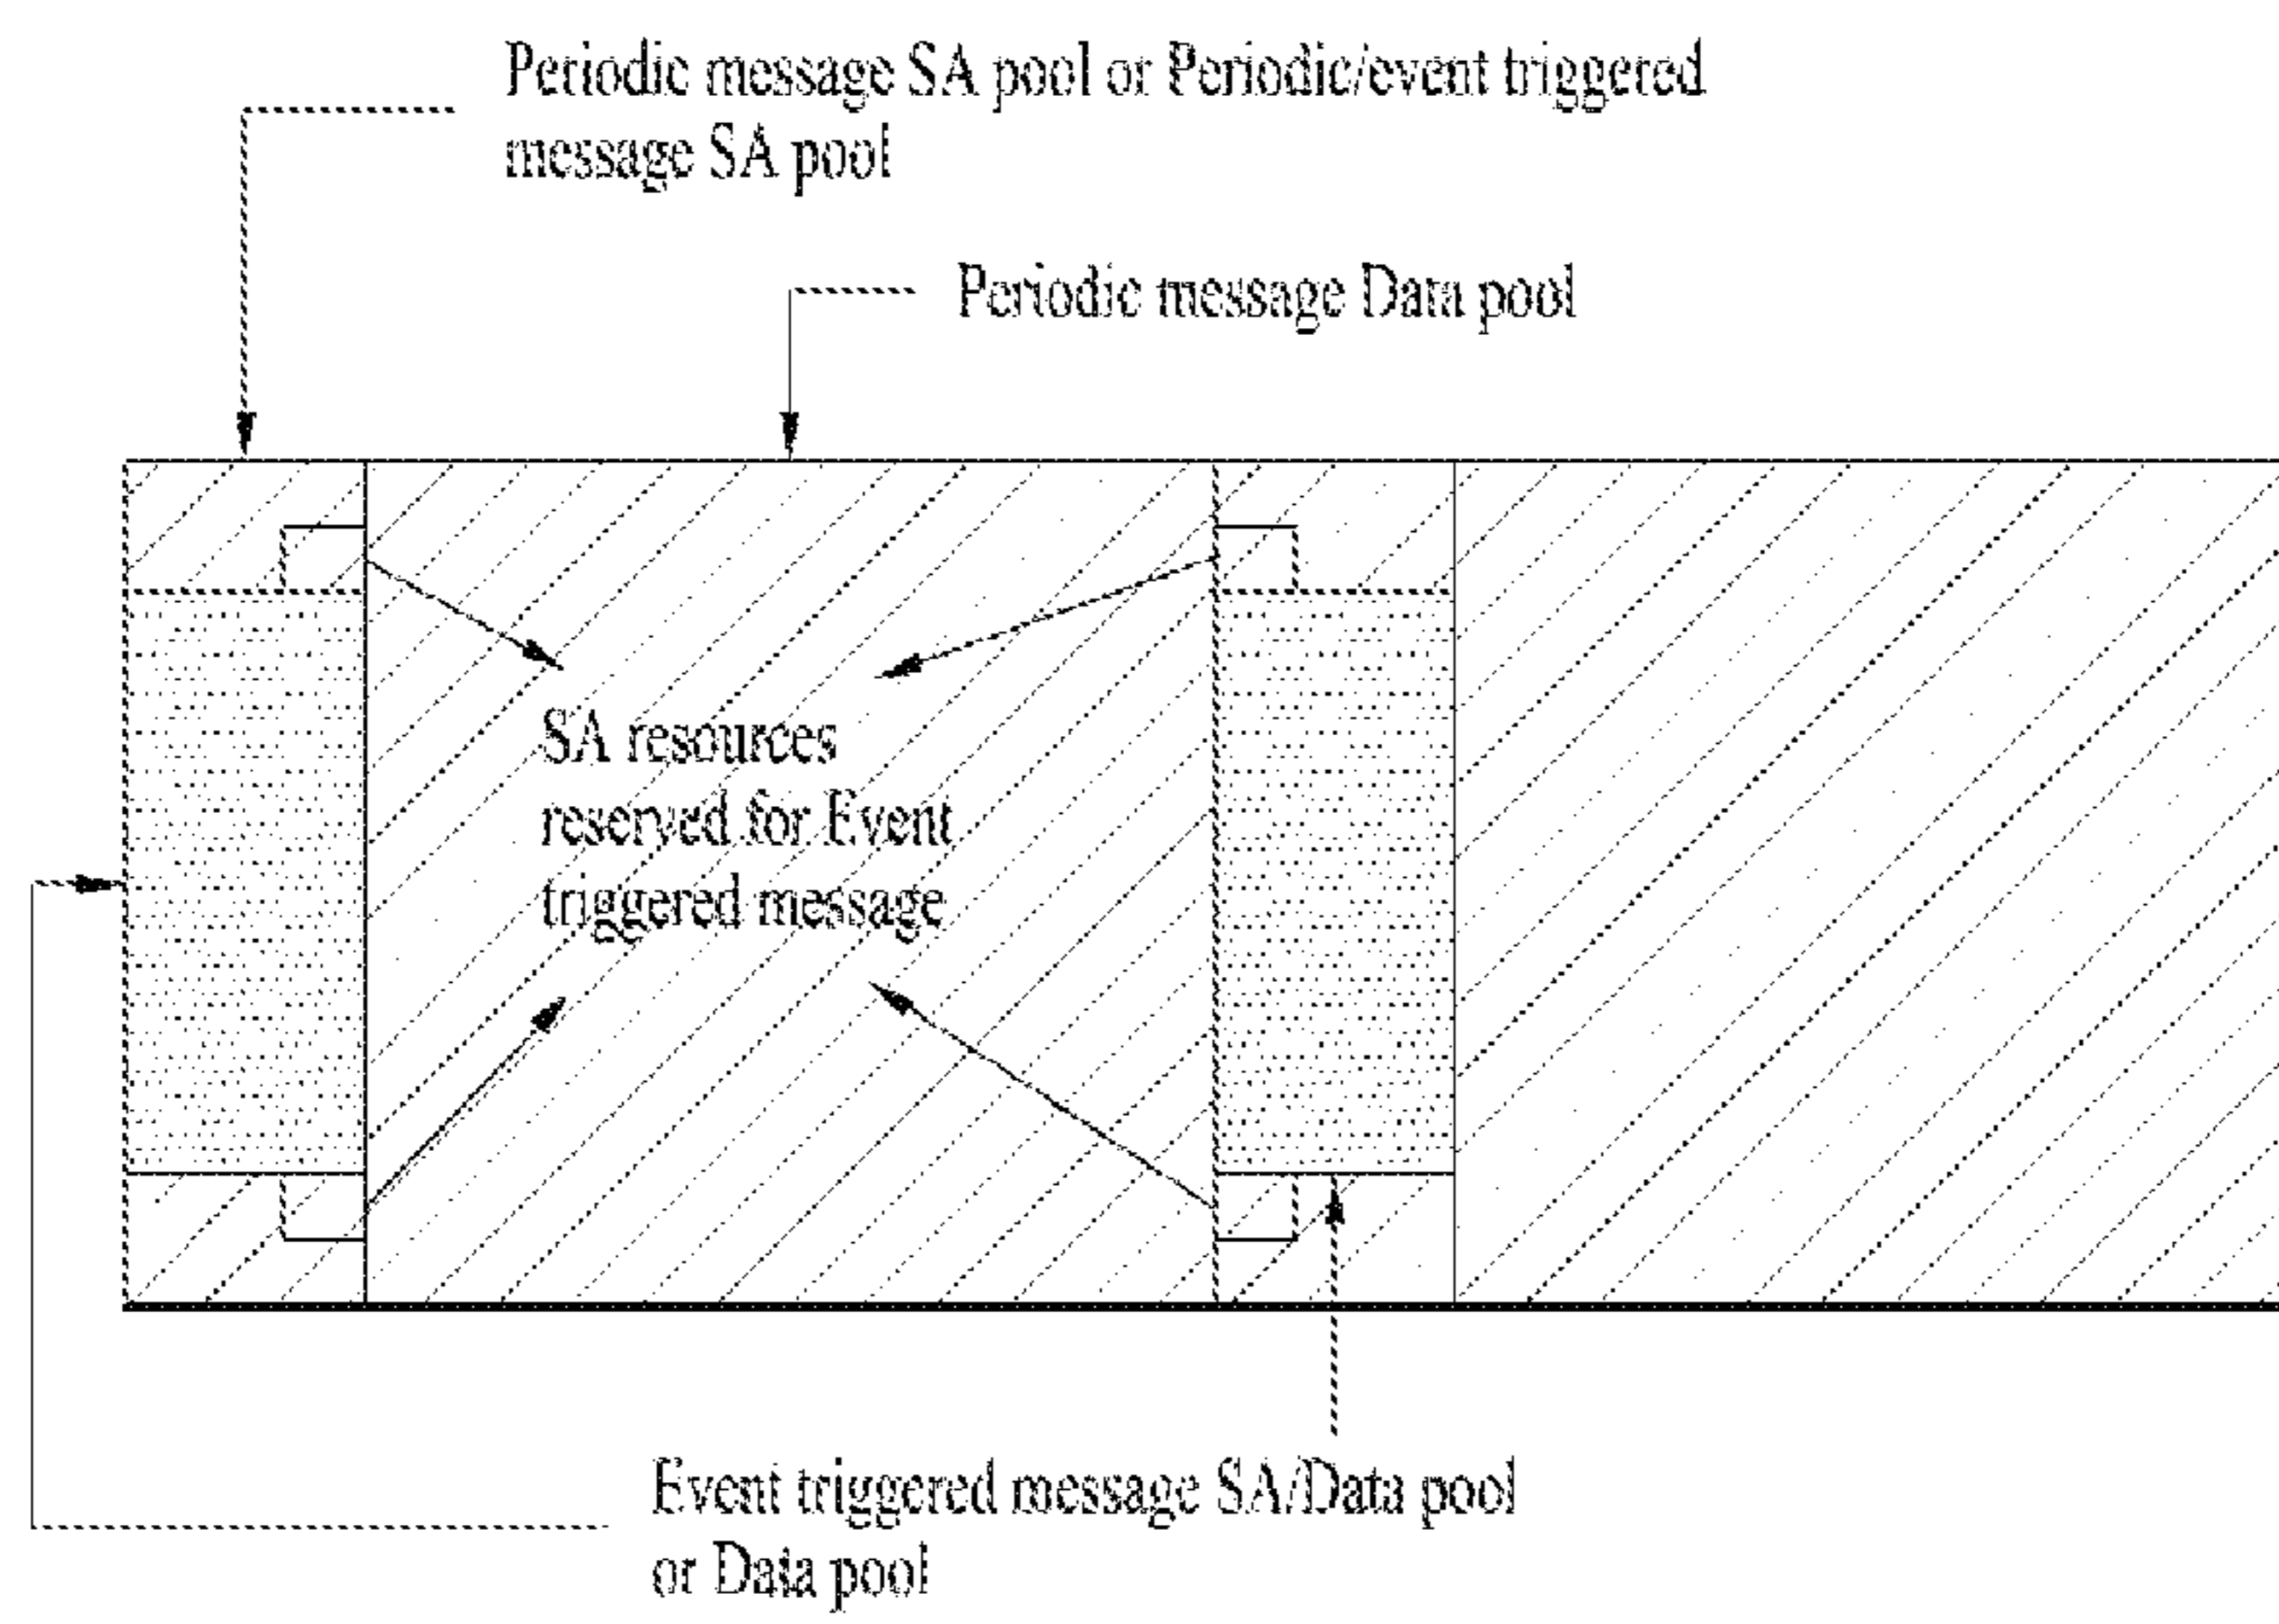 Periodic message SA pool or Periodic/event triggered
message SA pool
Periodic message Data pool
SA resources
reserved for Event
triggered message
Event triggered message SA/Data pool
or Data pool